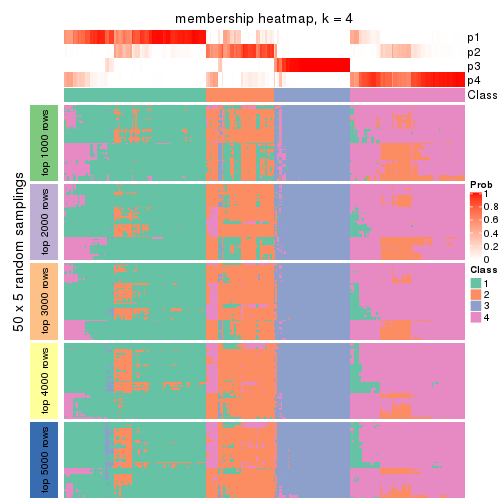 membership heatmap, k = 4
p1
p2
p3
p4
Class
50 x 5 random samplings
top 1000 rows
top 2000 rows
top 3000 rows
top 4000 rows
top 5000 rows
Prob
1
0.8
0.6
0.4
0.2
0
Class
1
2
3
4